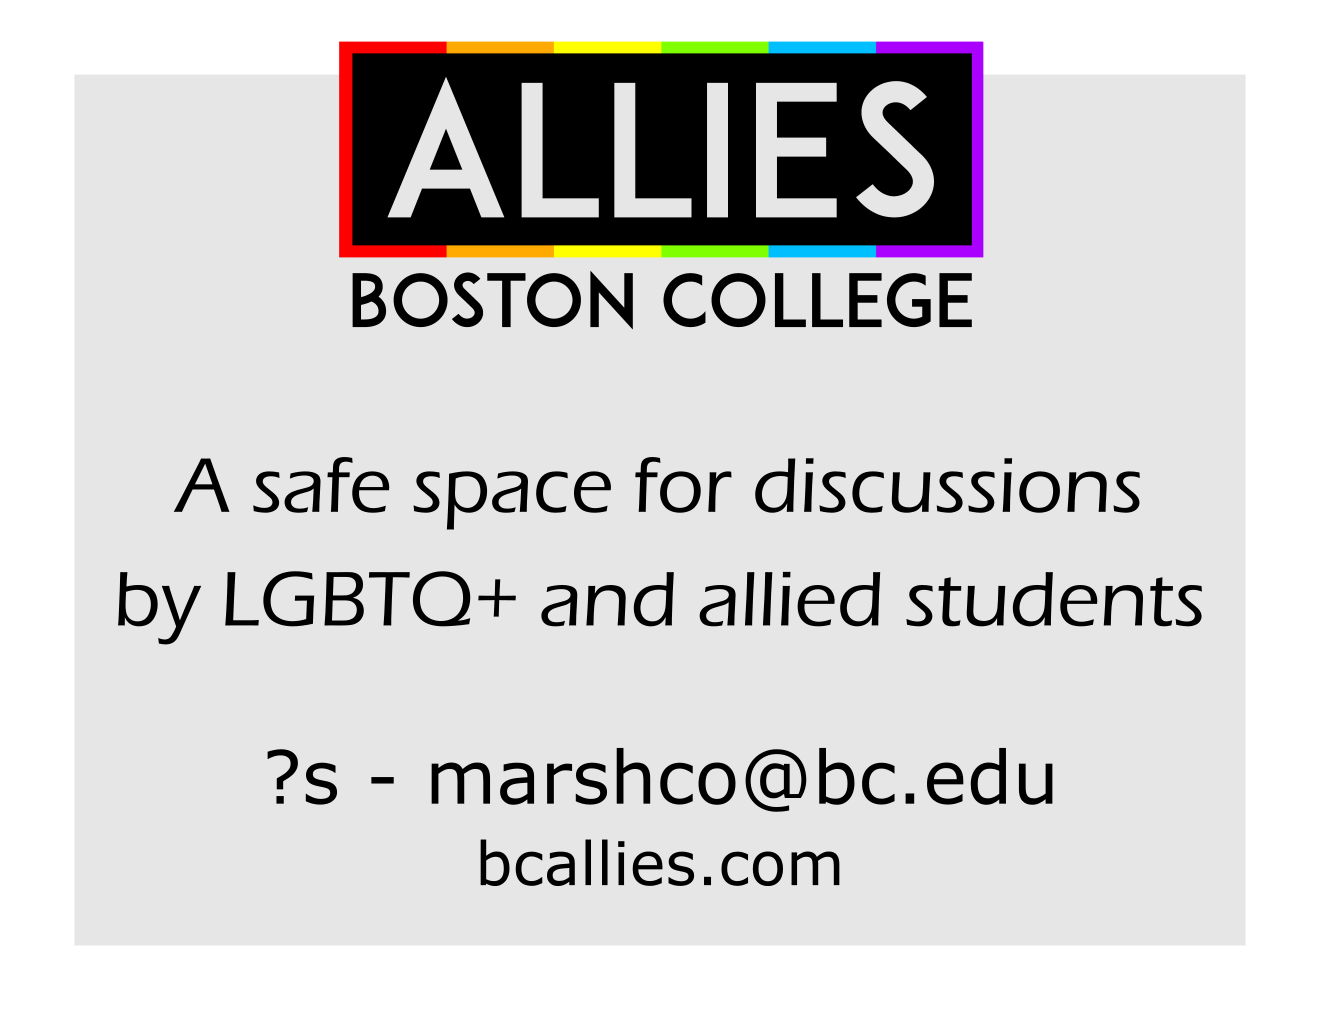 ALLIES
BOSTON COLLEGE
A safe space for discussions
by LGBTQ+ and allied students
?s - marshco@bc.edu
bcallies.com